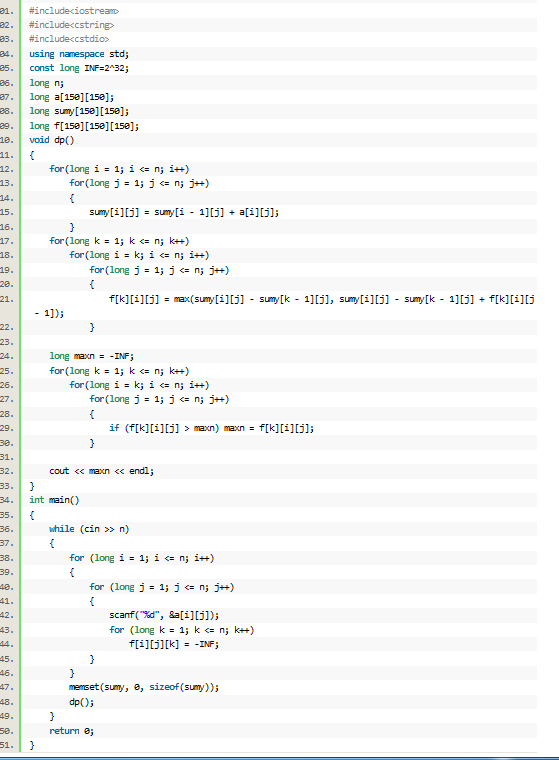 01. #include<iostream>
02. #include<cstring>
03. #include<cstdio>
04. using namespace std;
05. const long INF=2^32;
06. long n;
07. long a[150][150];
08. long sumy[150][150];
09. long f[150][150][150];
10. void dp()
11. {
12.     for(long i = 1; i <= n; i++)
13.         for(long j = 1; j <= n; j++)
14.         {
15.             sumy[i][j] = sumy[i - 1][j] + a[i][j];
16.         }
17.     for(long k = 1; k <= n; k++)
18.         for(long i = k; i <= n; i++)
19.             for(long j = 1; j <= n; j++)
20.             {
21.                 f[k][i][j] = max(sumy[i][j] - sumy[k - 1][j], sumy[i][j] - sumy[k - 1][j] + f[k][i][j
 - 1]);
22.             }
23.
24.     long maxn = -INF;
25.     for(long k = 1; k <= n; k++)
26.         for(long i = k; i <= n; i++)
27.             for(long j = 1; j <= n; j++)
28.             {
29.                 if (f[k][i][j] > maxn) maxn = f[k][i][j];
30.             }
31.
32.     cout << maxn << endl;
33. }
34. int main()
35. {
36.     while (cin >> n)
37.     {
38.         for (long i = 1; i <= n; i++)
39.         {
40.             for (long j = 1; j <= n; j++)
41.             {
42.                 scanf("%d", &a[i][j]);
43.                 for (long k = 1; k <= n; k++)
44.                     f[i][j][k] = -INF;
45.             }
46.         }
47.         memset(sumy, 0, sizeof(sumy));
48.         dp();
49.     }
50.     return 0;
51. }